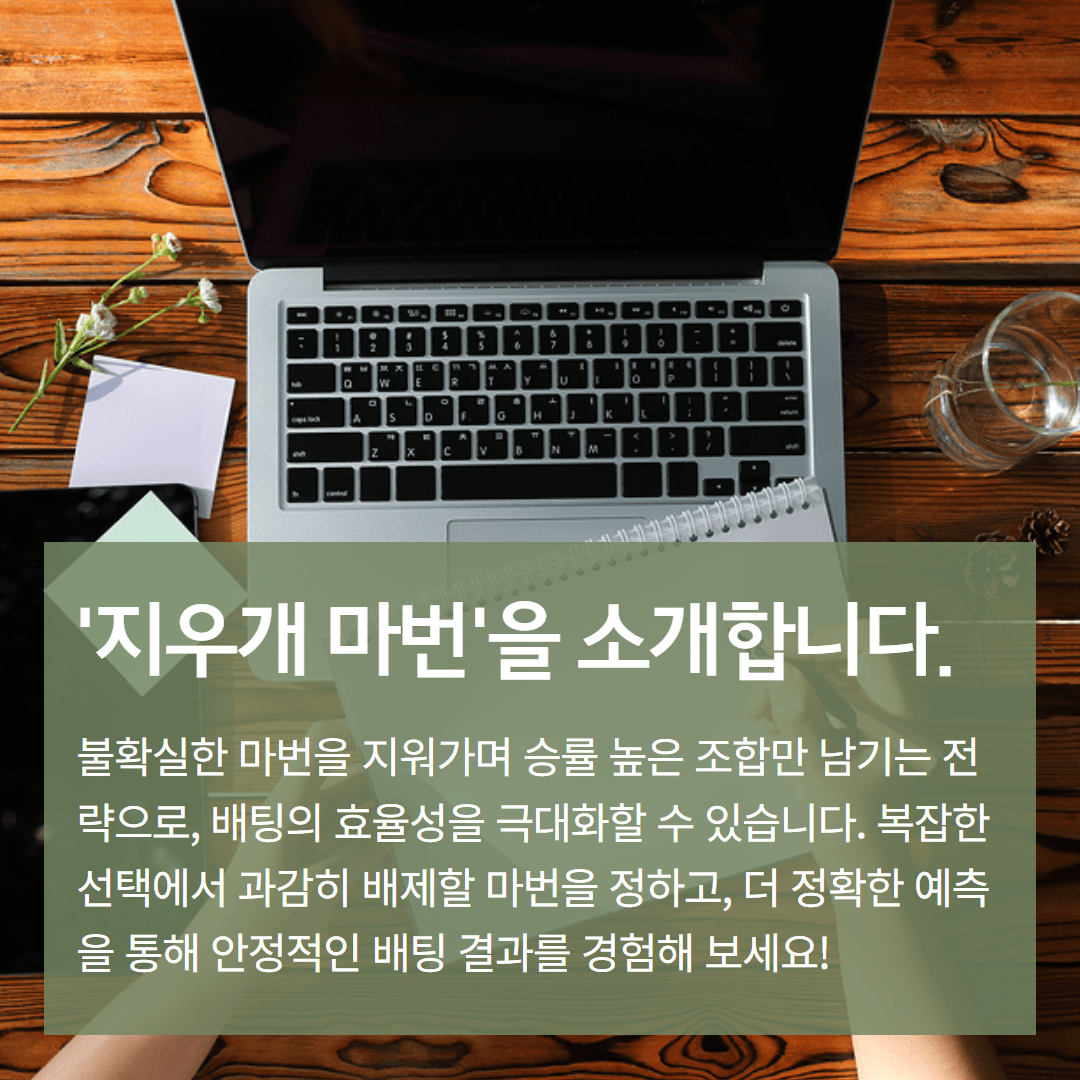 '지우개 마번'을 소개합니다.
불확실한 마번을 지워가며 승률 높은 조합만 남기는 전
략으로, 배팅의 효율성을 극대화할 수 있습니다. 복잡한
선택에서 과감히 배제할 마번을 정하고, 더 정확한 예측
을 통해 안정적인 배팅 결과를 경험해 보세요!